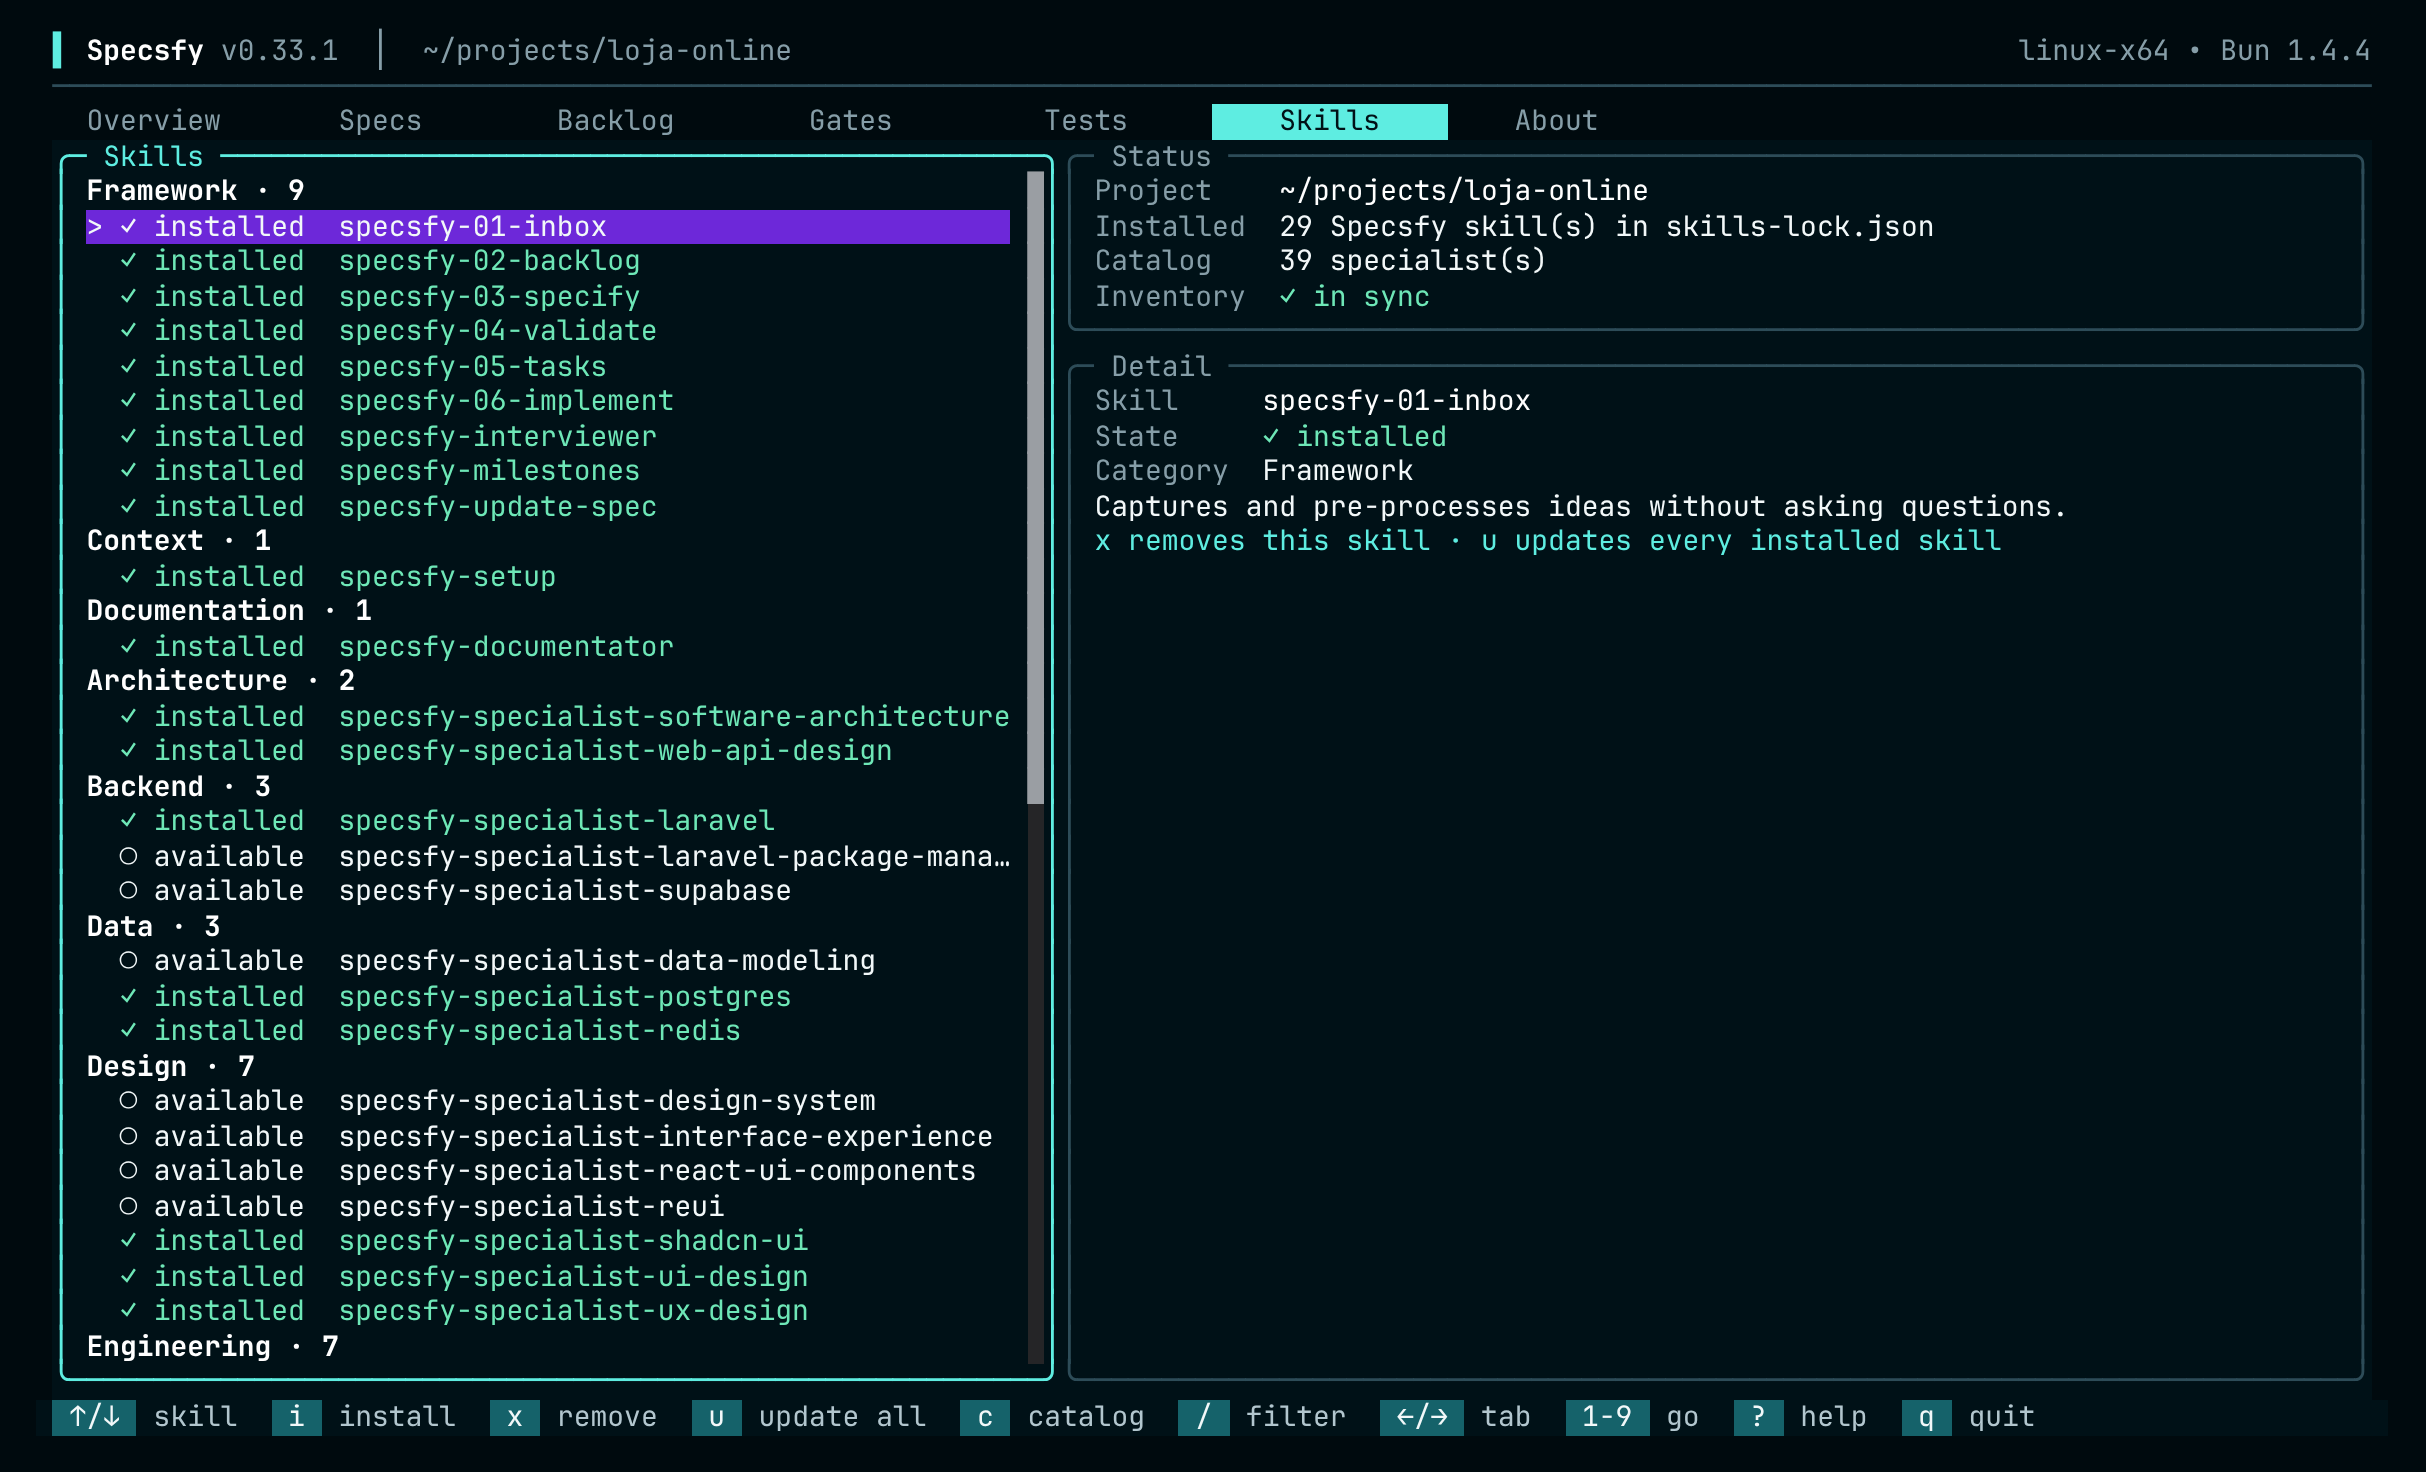 Specsfy v0.33.1 │ ~/projects/loja-online linux-x64 • Bun 1.4.4
Overview Specs Backlog Gates Tests Skills About
Skills
Framework · 9
> ✓ installed specsfy-01-inbox
✓ installed specsfy-02-backlog
✓ installed specsfy-03-specify
✓ installed specsfy-04-validate
✓ installed specsfy-05-tasks
✓ installed specsfy-06-implement
✓ installed specsfy-interviewer
✓ installed specsfy-milestones
✓ installed specsfy-update-spec
Context · 1
✓ installed specsfy-setup
Documentation · 1
✓ installed specsfy-documentator
Architecture · 2
✓ installed specsfy-specialist-software-architecture
✓ installed specsfy-specialist-web-api-design
Backend · 3
✓ installed specsfy-specialist-laravel
○ available specsfy-specialist-laravel-package-mana…
○ available specsfy-specialist-supabase
Data · 3
○ available specsfy-specialist-data-modeling
✓ installed specsfy-specialist-postgres
✓ installed specsfy-specialist-redis
Design · 7
○ available specsfy-specialist-design-system
○ available specsfy-specialist-interface-experience
○ available specsfy-specialist-react-ui-components
○ available specsfy-specialist-reui
✓ installed specsfy-specialist-shadcn-ui
✓ installed specsfy-specialist-ui-design
✓ installed specsfy-specialist-ux-design
Engineering · 7
Status
Project ~/projects/loja-online
Installed 29 Specsfy skill(s) in skills-lock.json
Catalog 39 specialist(s)
Inventory ✓ in sync
Detail
Skill specsfy-01-inbox
State ✓ installed
Category Framework
Captures and pre-processes ideas without asking questions.
x removes this skill · u updates every installed skill
↑/↓ skill i install x remove u update all c catalog / filter ←/→ tab 1-9 go ? help q quit